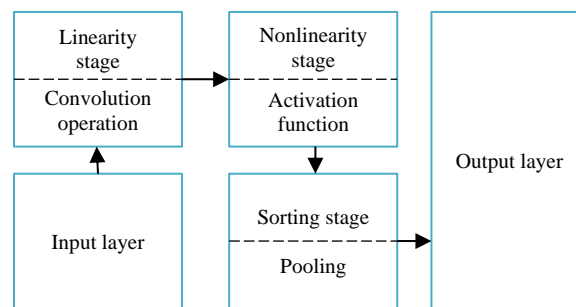 Linearity
stage
Convolution
operation
Nonlinearity
stage
Activation
function
Input layer
Sorting stage
Pooling
Output layer